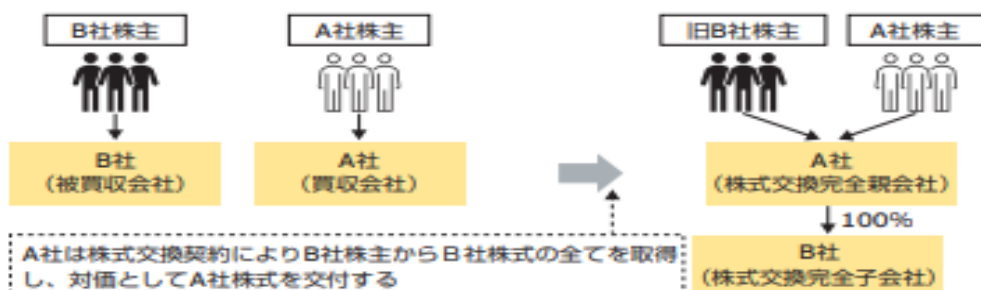 B社株主
A社株主
B社
（被買収会社）
A社
（買収会社）
A社は株式交換契約によりB社株主からB社株式の全てを取得
し、対価としてA社株式を交付する
旧B社株主
A社株主
A社
（株式交換完全親会社）
100%
B社
（株式交換完全子会社）